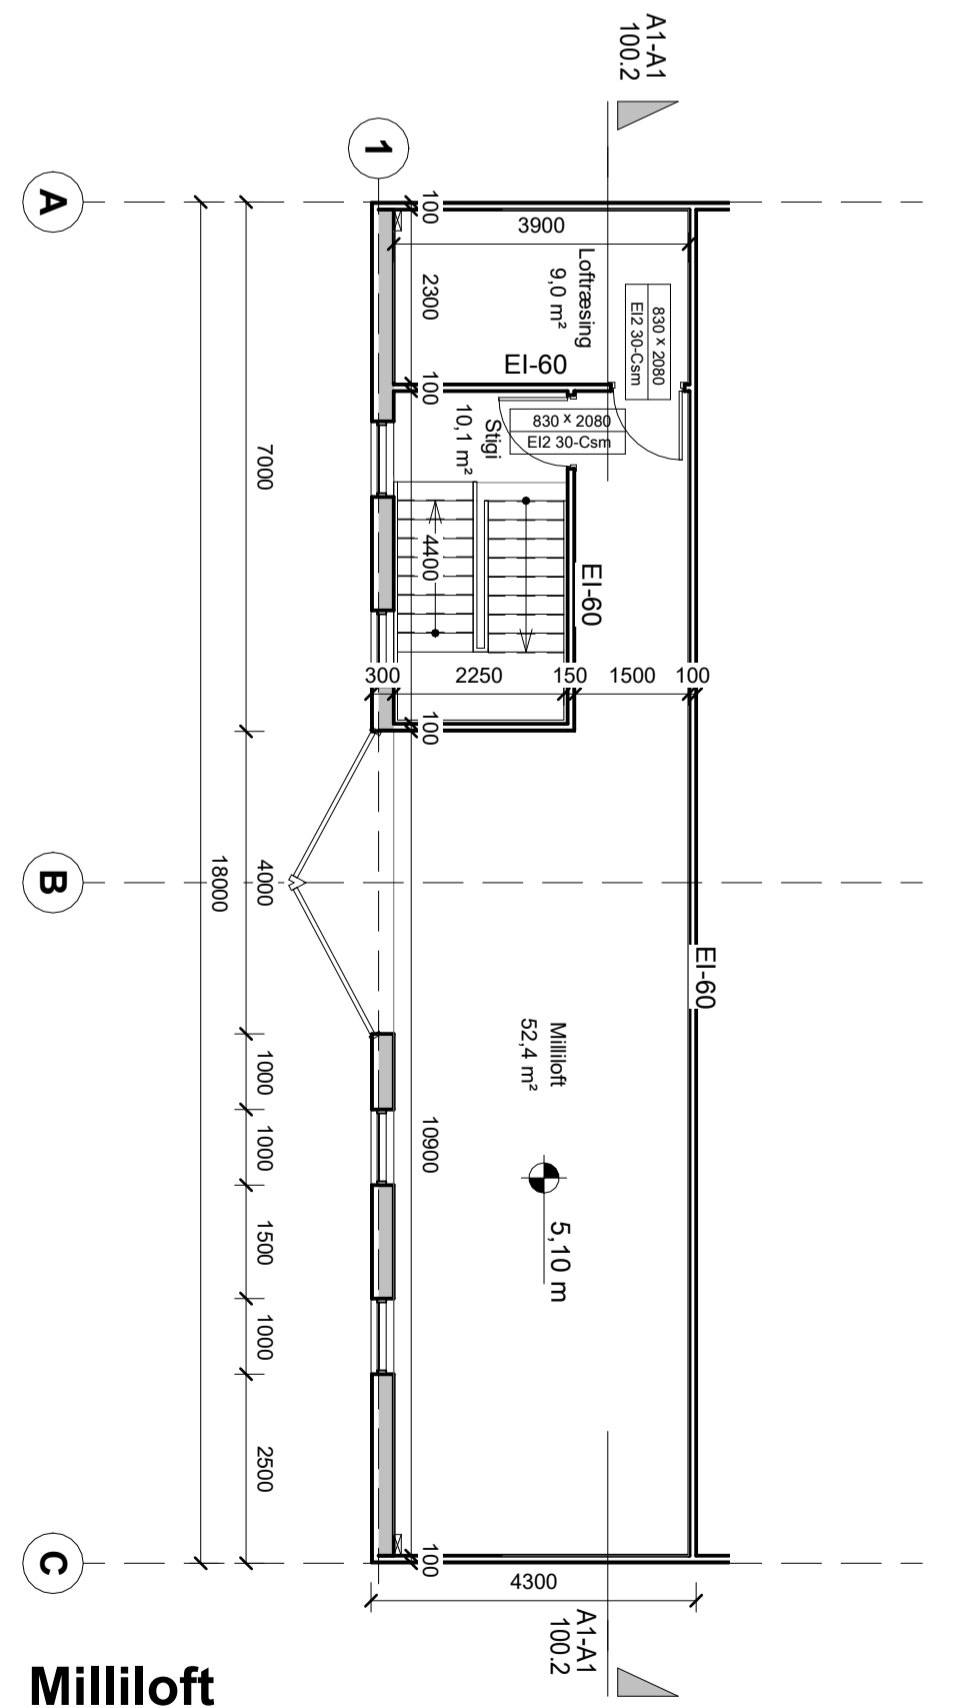 A1-A1
100.2
1
A
100
3900
Loftræsing
9,0 m²
2300
830 x 2080
EI2 30-Csm
EI-60
100
830 x 2080
EI2 30-Csm
Stigi
10,1 m²
7000
4400
EI-60
300
2250
150
1500
100
100
B
18000
4000
EI-60
Milliloft
52,4 m²
1000
10900
1000
5,10 m
1500
1000
2500
C
100
4300
A1-A1
100.2
Milliloft